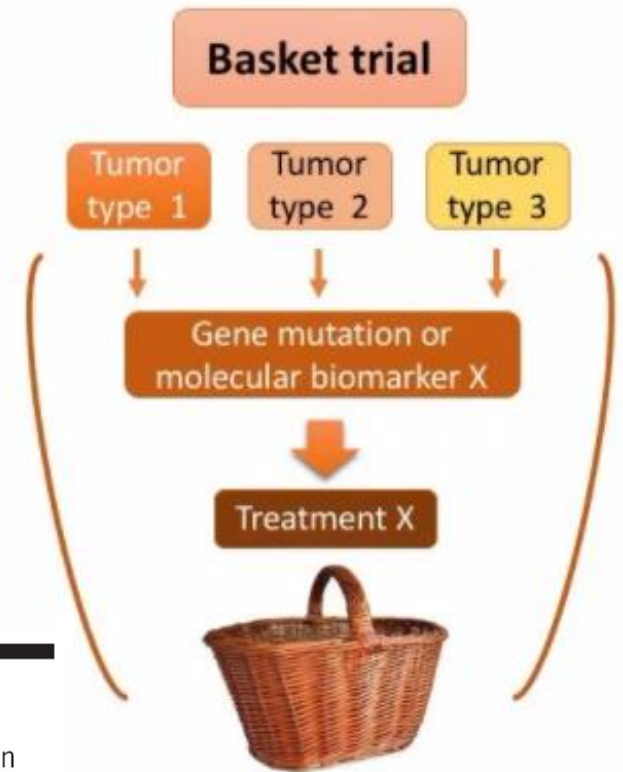 Basket trial
Tumor
type 1
Tumor
type 2
Tumor
type 3
Gene mutation or
molecular biomarker X
Treatment X
n